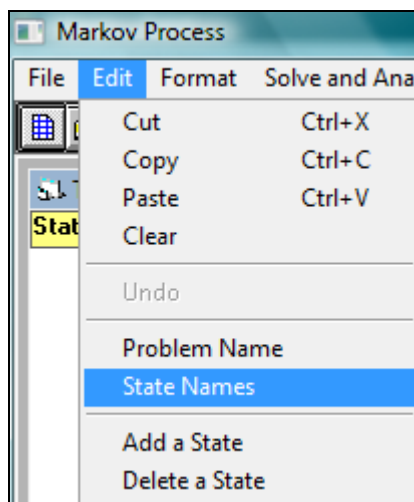 Markov Process
File Edit Format Solve and Ana
Cut Ctrl+X
Copy Ctrl+C
Paste Ctrl+V
Stat
Clear
Undo
Problem Name
State Names
Add a State
Delete a State